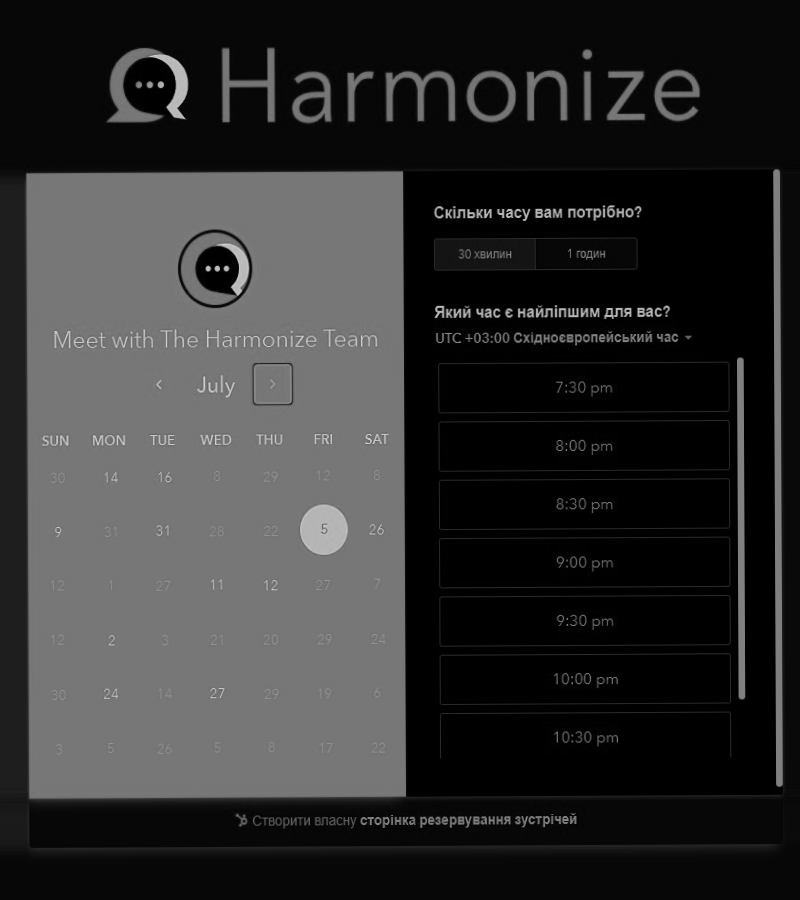 Harmonize
Meet with The Harmonize Team
July
SUN MON TUE WED THU FRI SAT
30 14 16 8 29 12 8
9 31 31 28 22 5 26
12 1 27 11 12 27 7
12 2 3 21 20 29 24
30 24 14 27 29 19 6
3 5 26 5 8 17 22
Скільки часу вам потрібно?
30 хвилин 1 годин
Який час є найліпшим для вас?
UTC +03:00 Східноєвропейський час
7:30 pm
8:00 pm
8:30 pm
9:00 pm
9:30 pm
10:00 pm
10:30 pm
Створити власну сторінка резервування зустрічей